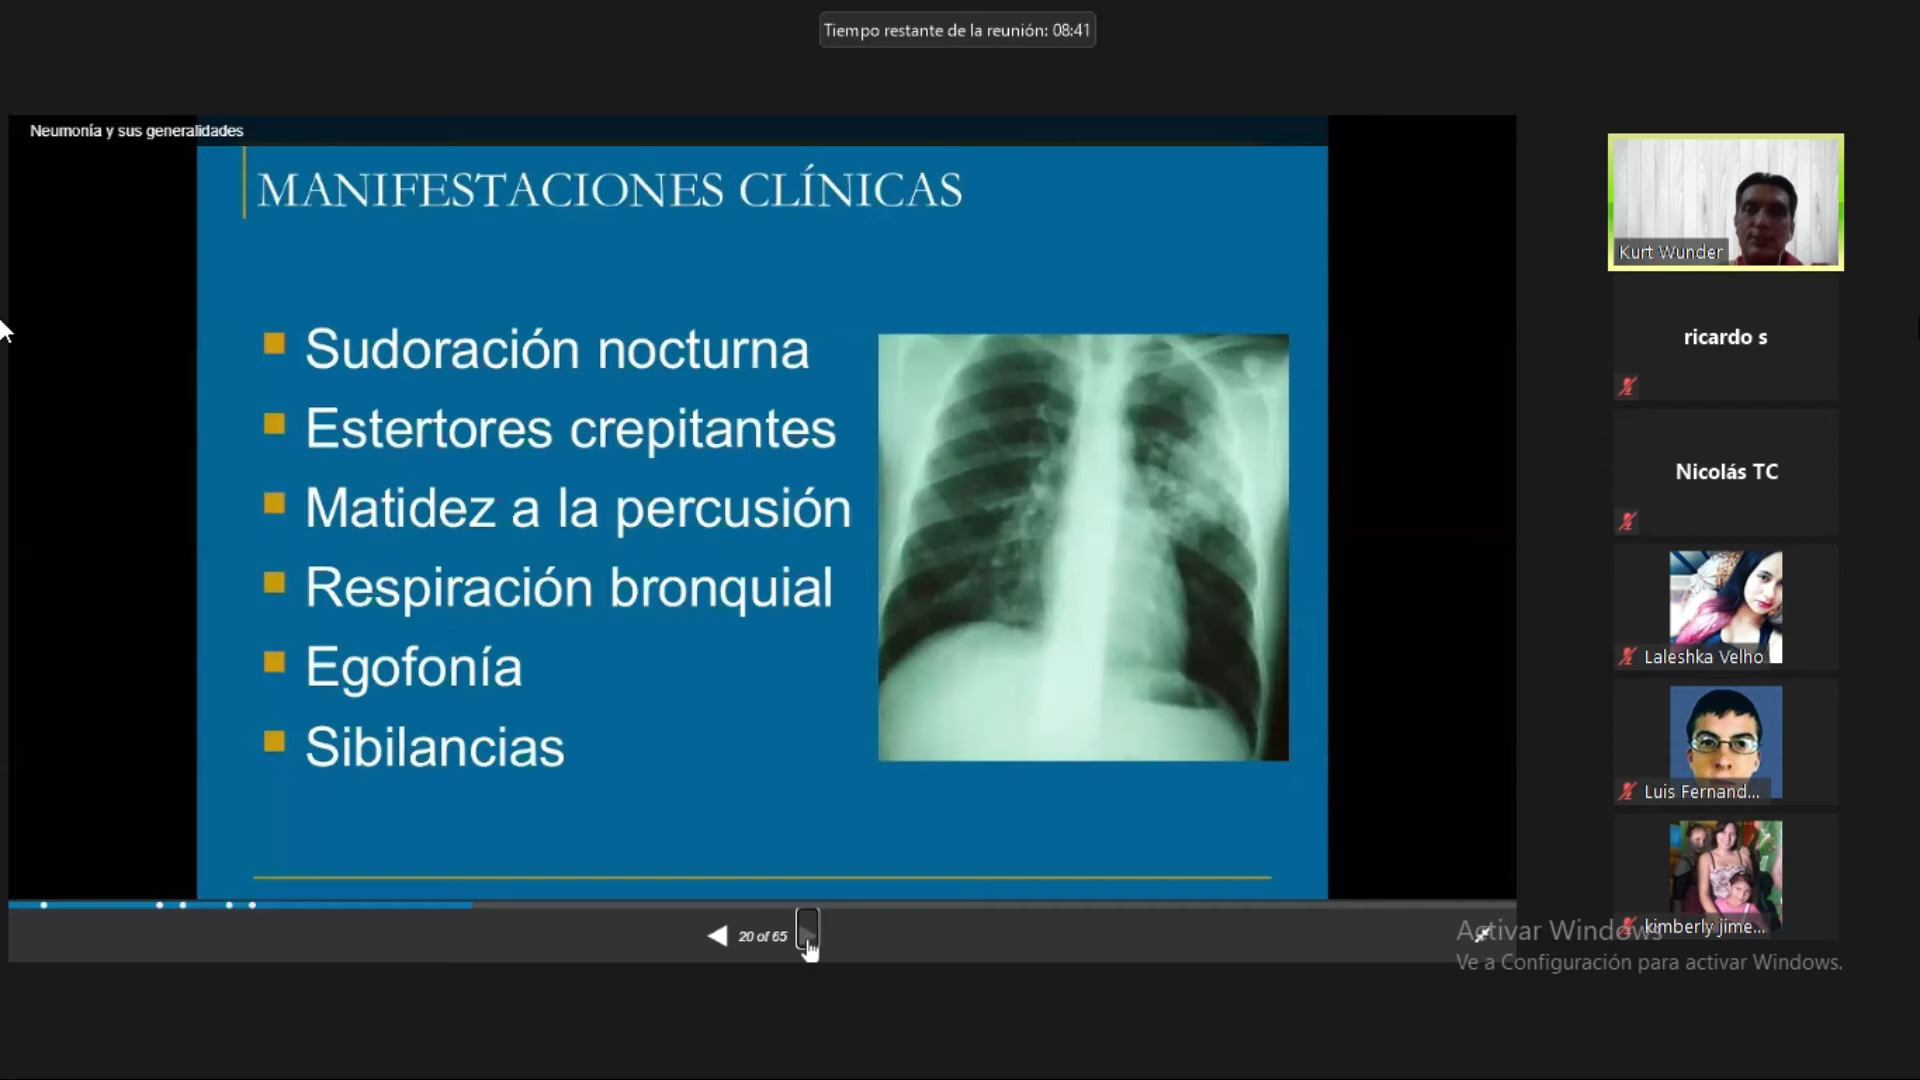 Tiempo restante de la reunión: 08:41
Neumonía y sus generalidades
MANIFESTACIONES CLÍNICAS
Sudoración nocturna
Estertores crepitantes
Matidez a la percusión
Respiración bronquial
Egofonía
Sibilancias
20 of 65
Kurt Wunder
ricardo s
Nicolás TC
Laleshka Velho
Luis Fernand...
kimberly jime...
Activar Windows
Ve a Configuración para activar Windows.